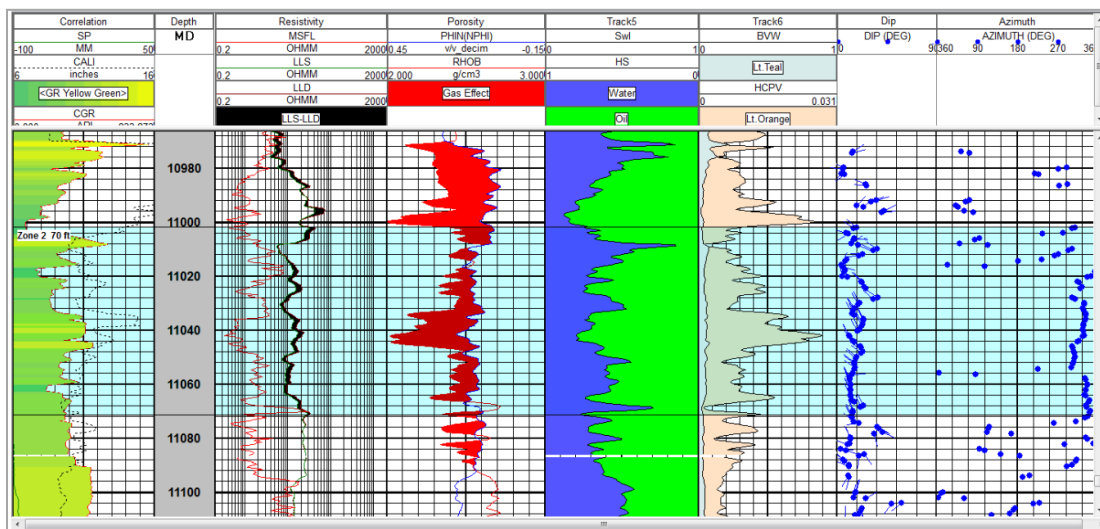 Correlation Depth Resistivity Porosity Track5 Track6 Dip Azimuth
SP MD MSFL PHIN(NPHI) Swl BVW DIP (DEG) AZIMUTH (DEG)
-100 MM 50 0.2 OHMM 2000 0.45 v/v_decim -0.15 1 0 0 1 0 90 360 90 180 270 36
CALI LLS RHOB HS Lt.Teal
6 inches 16 0.2 OHMM 2000 2.000 g/cm3 3.000 1 0
<GR Yellow Green> LLD Gas Effect Water HCPV
0.2 OHMM 2000 0 0.031
CGR LLS-LLD Oil Lt.Orange
10980
11000
Zone 2 70 ft
11020
11040
11060
11080
11100